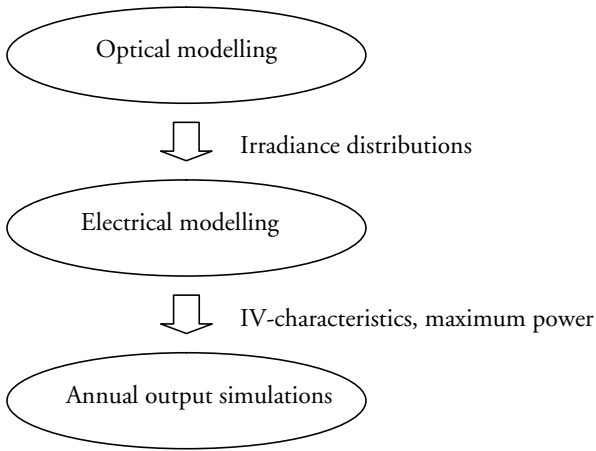 Optical modelling
Irradiance distributions
Electrical modelling
IV-characteristics, maximum power
Annual output simulations